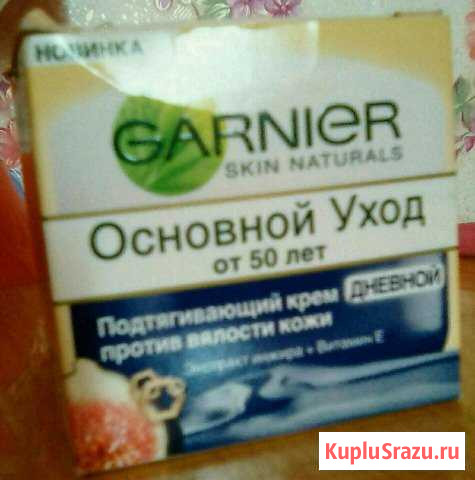 НОВИНКА
GARNIER
SKIN NATURALS
Основной Уход
от 50 лет
Подтягивающий крем ДНЕВНОЙ
против вялости кожи
Экстракт инжира + Витамин Е
KupluSrazu.ru